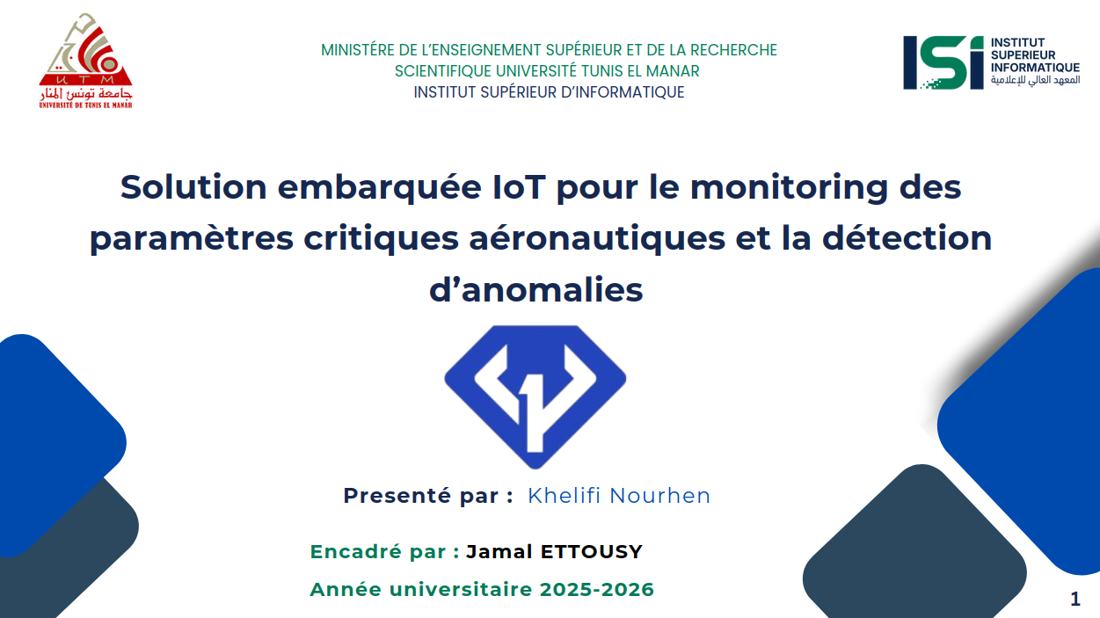 MINISTÉRE DE L'ENSEIGNEMENT SUPÉRIEUR ET DE LA RECHERCHE
SCIENTIFIQUE UNIVERSITÉ TUNIS EL MANAR
INSTITUT SUPÉRIEUR D'INFORMATIQUE
UTM
جامعة تونس المنار
UNIVERSITÉ DE TUNIS EL MANAR
ISi
INSTITUT
SUPERIEUR
INFORMATIQUE
المعهد العالي للإعلامية
Solution embarquée IoT pour le monitoring des
paramètres critiques aéronautiques et la détection
d'anomalies
Presenté par : Khelifi Nourhen
Encadré par : Jamal ETTOUSY
Année universitaire 2025-2026
1